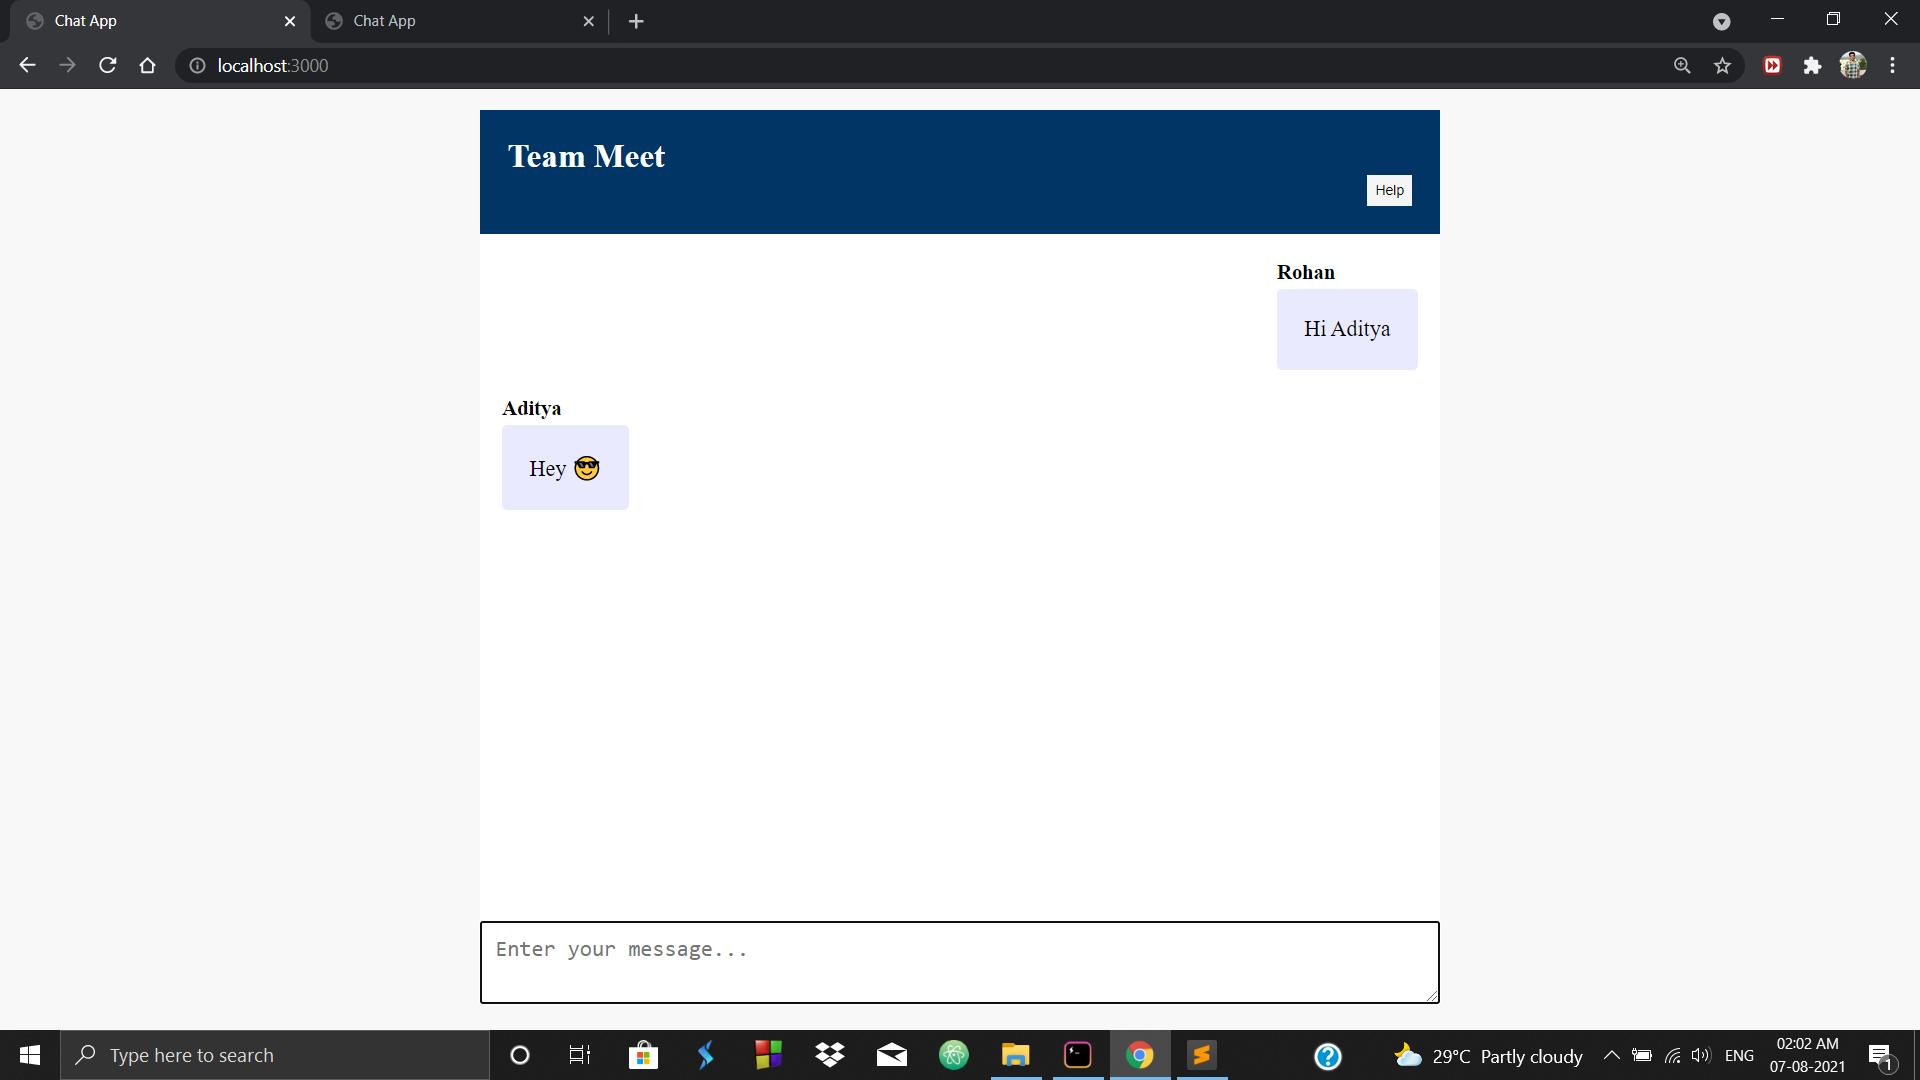 Chat App
Chat App
localhost:3000
Team Meet
Help
Rohan
Hi Aditya
Aditya
Hey 😎
Enter your message...
Type here to search
29°C Partly cloudy
ENG
02:02 AM
07-08-2021
1